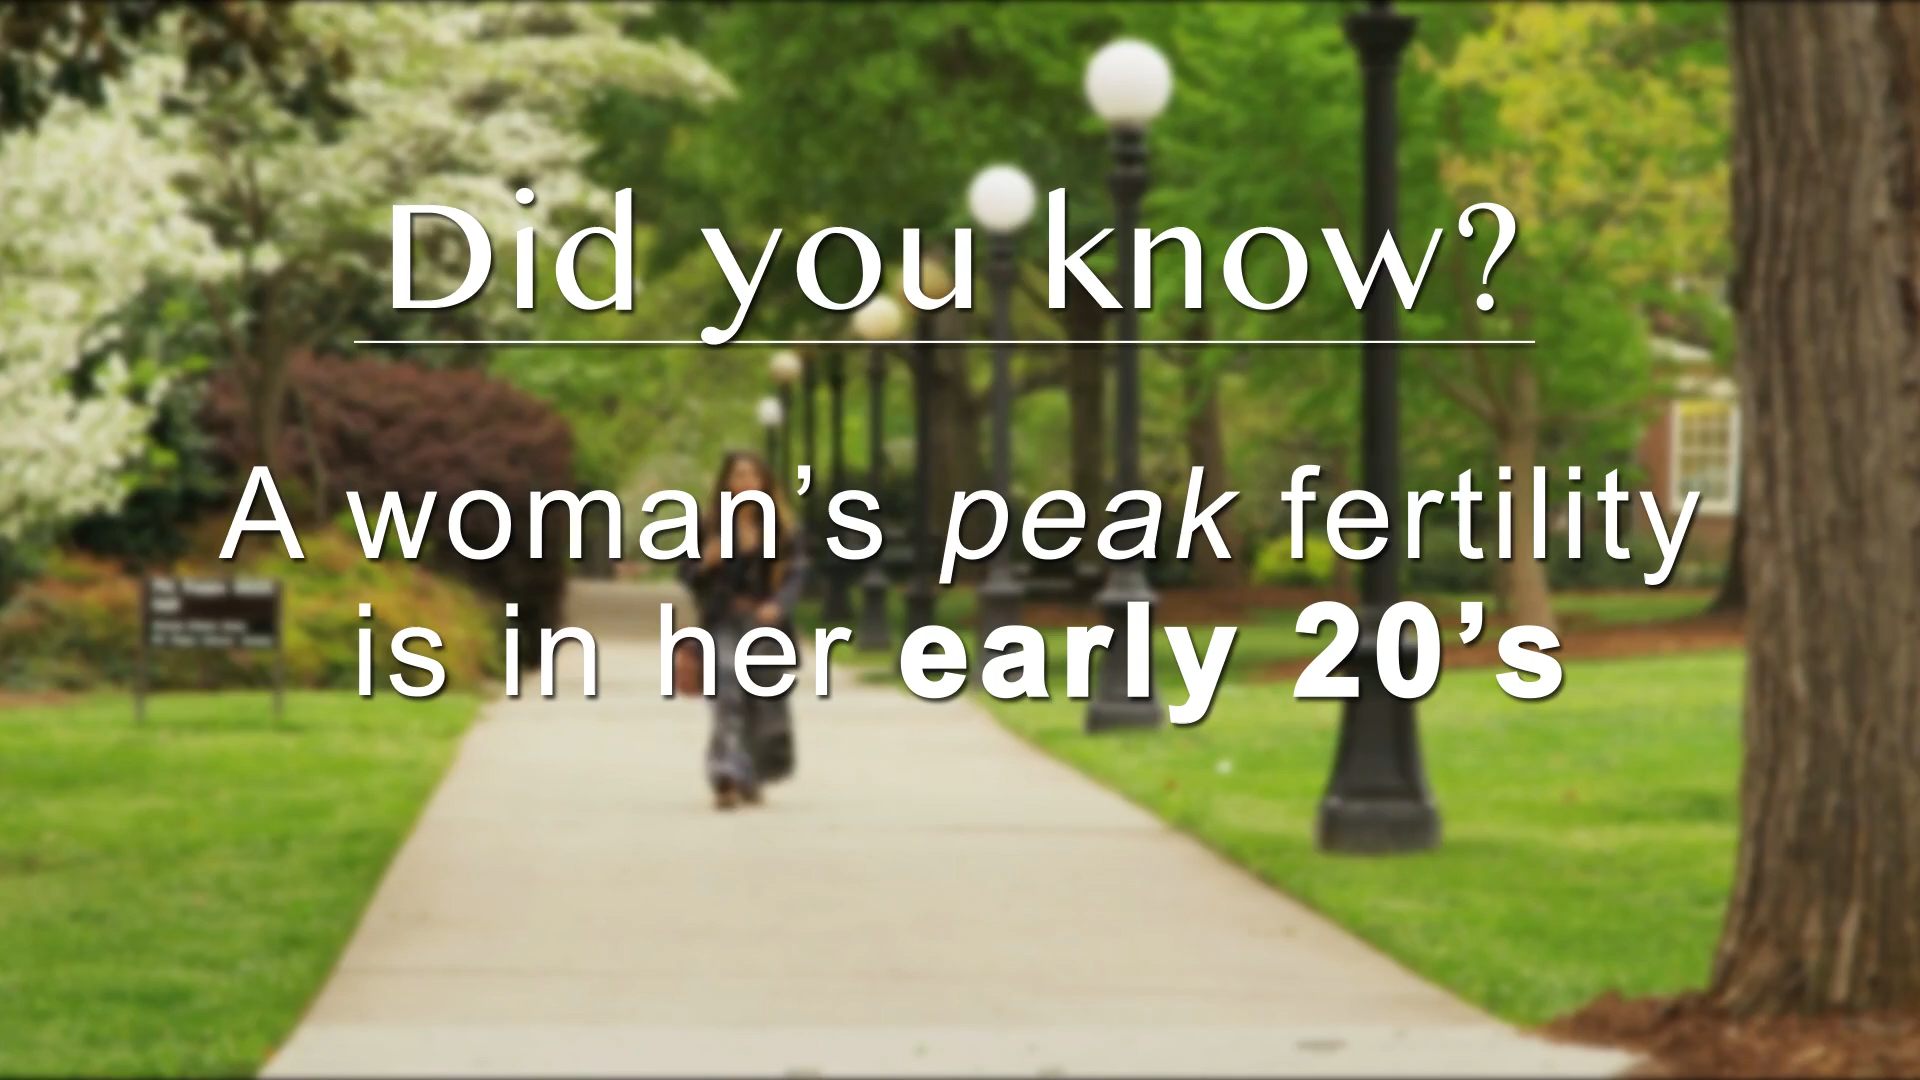 Did you know?
A woman’s peak fertility
is in her early 20’s